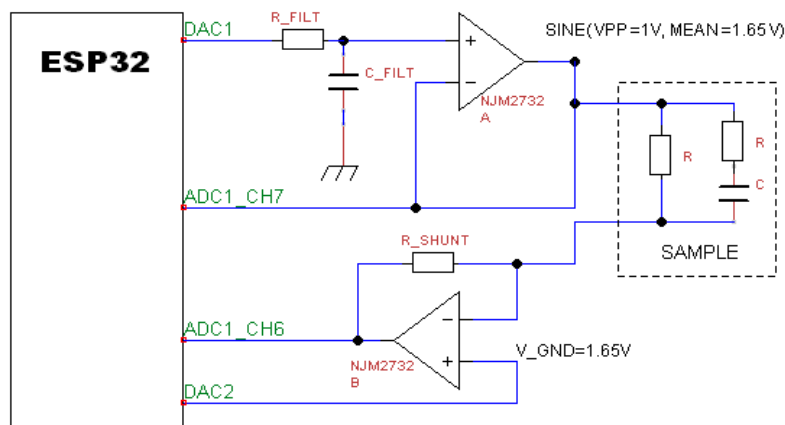 DAC1
R_FILT
SINE(VPP=1V, MEAN=1.65V)
ESP32
C_FILT
NJM2732
A
R
R
C
ADC1_CH7
R_SHUNT
SAMPLE
ADC1_CH6
V_GND=1.65V
NJM2732
B
DAC2